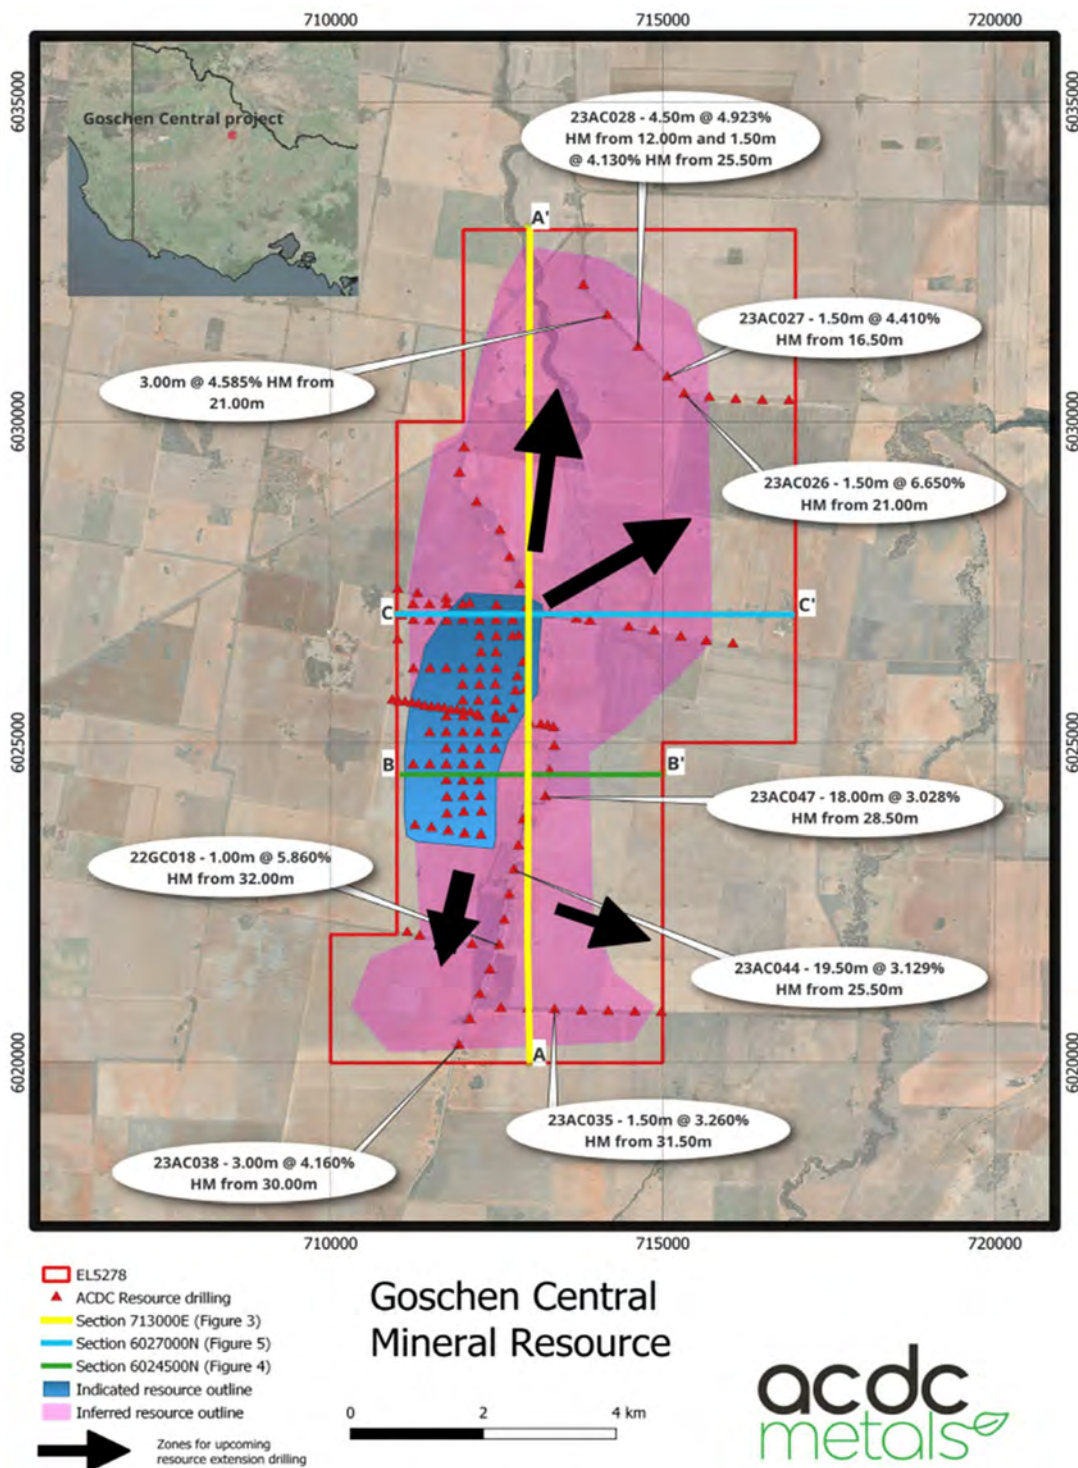 710000
715000
720000
6035000
6035000
Goschen Central project
23AC028 - 4.50m @ 4.923%
HM from 12.00m and 1.50m
@ 4.130% HM from 25.50m
A'
23AC027 - 1.50m @ 4.410%
HM from 16.50m
3.00m @ 4.585% HM from
21.00m
6030000
6030000
23AC026 - 1.50m @ 6.650%
HM from 21.00m
C
C'
6025000
6025000
B
B'
23AC047 - 18.00m @ 3.028%
HM from 28.50m
22GC018 - 1.00m @ 5.860%
HM from 32.00m
23AC044 - 19.50m @ 3.129%
HM from 25.50m
A
6020000
6020000
23AC035 - 1.50m @ 3.260%
HM from 31.50m
23AC038 - 3.00m @ 4.160%
HM from 30.00m
710000
715000
720000
EL5278
ACDC Resource drilling
Section 713000E (Figure 3)
Section 6027000N (Figure 5)
Section 6024500N (Figure 4)
Indicated resource outline
Inferred resource outline
Zones for upcoming
resource extension drilling
Goschen Central
Mineral Resource
0 2 4 km
acdc
metals